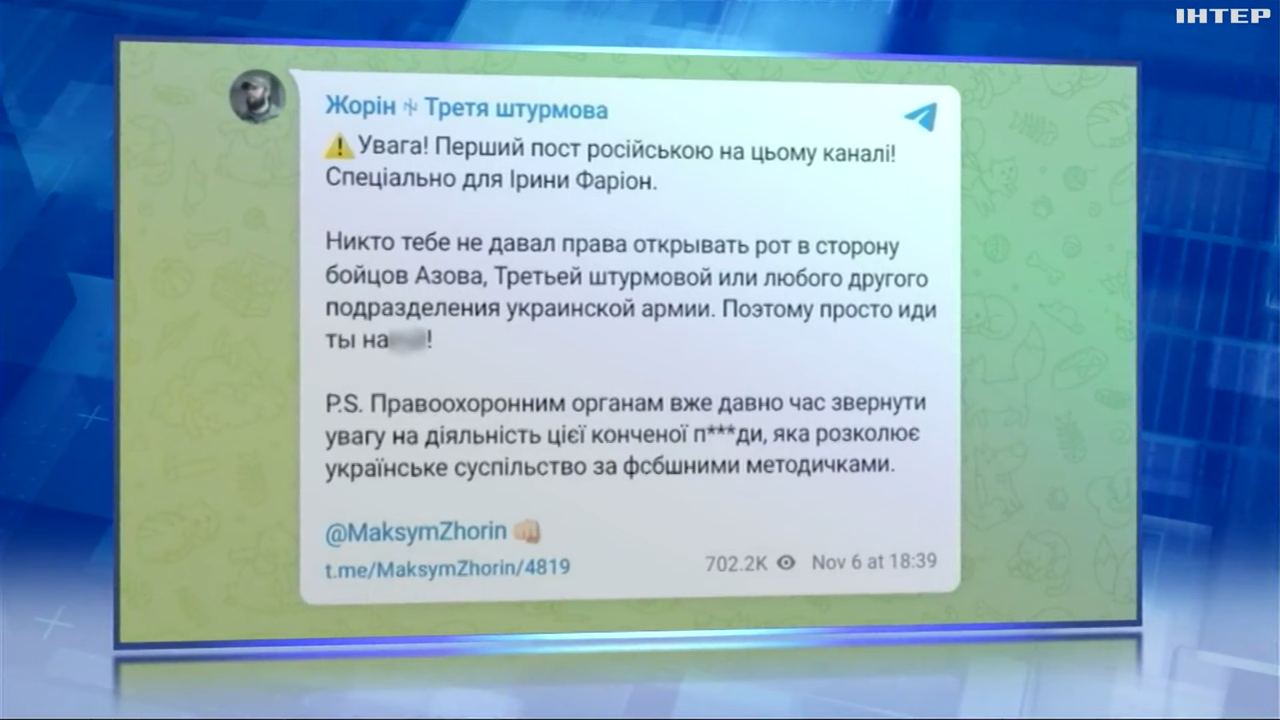 ІНТЕР
Жорін Третя штурмова
⚠️ Увага! Перший пост російською на цьому каналі!
Спеціально для Ірини Фаріон.
Никто тебе не давал права открывать рот в сторону
бойцов Азова, Третьей штурмовой или любого другого
подразделения украинской армии. Поэтому просто иди
ты на !
P.S. Правоохоронним органам вже давно час звернути
увагу на діяльність цієї конченої п***ди, яка розколює
українське суспільство за фсбшними методичками.
@MaksymZhorin 👊🏻
t.me/MaksymZhorin/4819 702.2K Nov 6 at 18:39